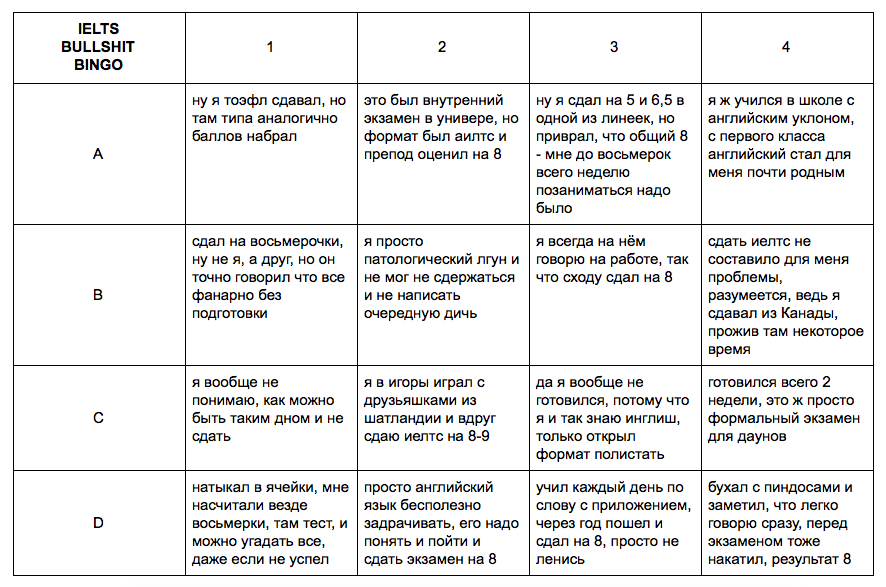 IELTS
BULLSHIT
BINGO
1
2
3
4
A
ну я тоэфл сдавал, но
там типа аналогично
баллов набрал
это был внутренний
экзамен в универе, но
формат был аилтс и
препод оценил на 8
ну я сдал на 5 и 6,5 в
одной из линеек, но
приврал, что общий 8
- мне до восьмерок
всего неделю
позаниматься надо
было
я ж учился в школе с
английским уклоном,
с первого класса
английский стал для
меня почти родным
B
сдал на восьмерочки,
ну не я, а друг, но он
точно говорил что все
фанарно без
подготовки
я просто
патологический лгун и
не мог не сдержаться
и не написать
очередную дичь
я всегда на нём
говорю на работе, так
что сходу сдал на 8
сдать иелтс не
составило для меня
проблемы,
разумеется, ведь я
сдавал из Канады,
прожив там некоторое
время
C
я вообще не
понимаю, как можно
быть таким дном и не
сдать
я в игоры играл с
друзьяшками из
шатландии и вдруг
сдаю иелтс на 8-9
да я вообще не
готовился, потому что
я и так знаю инглиш,
только открыл
формат полистать
готовился всего 2
недели, это ж просто
формальный экзамен
для даунов
D
натыкал в ячейки, мне
насчитали везде
восьмерки, там тест, и
можно угадать все,
даже если не успел
просто английский
язык бесполезно
задрачивать, его надо
понять и пойти и
сдать экзамен на 8
учил каждый день по
слову с приложением,
через год пошел и
сдал на 8, просто не
ленись
бухал с пиндосами и
заметил, что легко
говорю сразу, перед
экзаменом тоже
накатил, результат 8